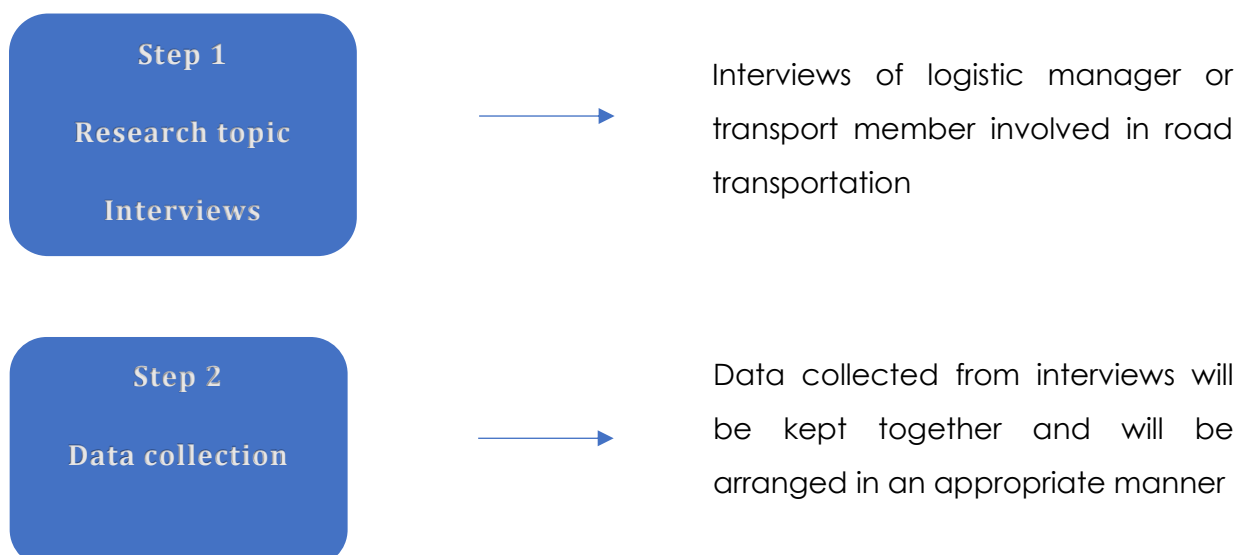 Step 1
Research topic
Interviews
Interviews of logistic manager or
transport member involved in road
transportation
Step 2
Data collection
Data collected from interviews will
be kept together and will be
arranged in an appropriate manner